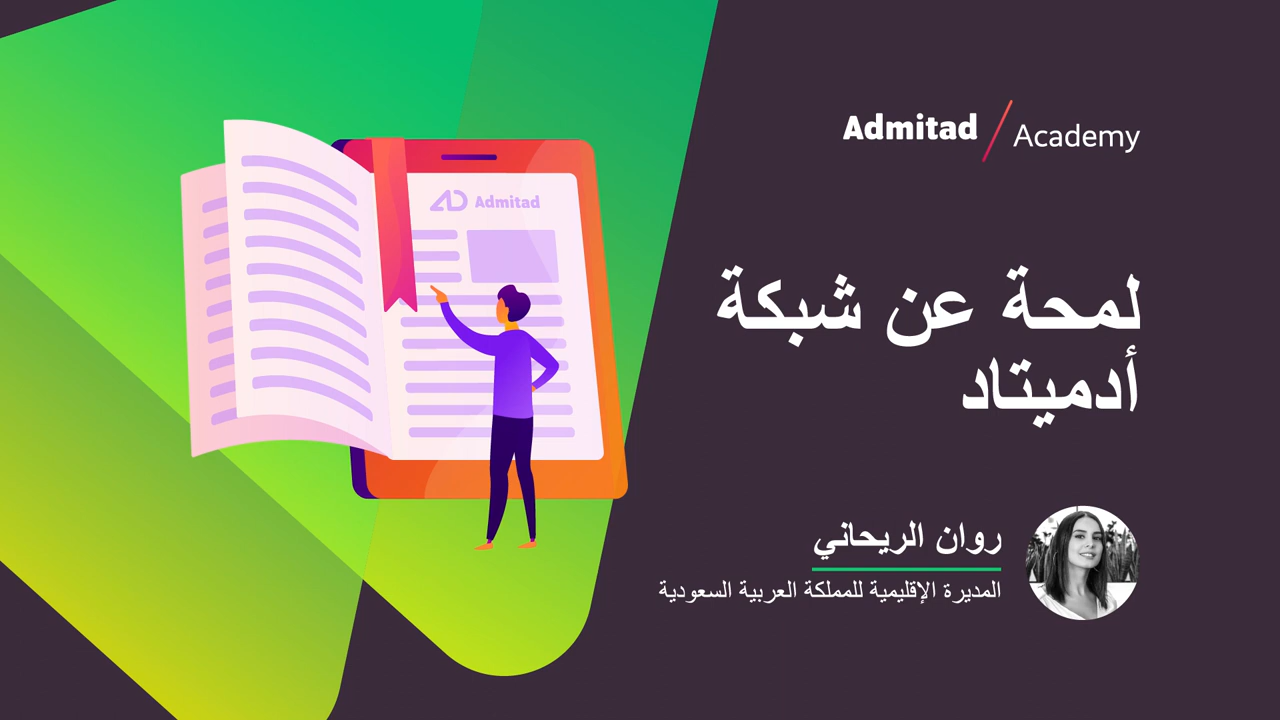 Admitad / Academy
Admitad
لمحة عن شبكة
أدميتاد
روان الريحاني
المديرة الإقليمية للمملكة العربية السعودية